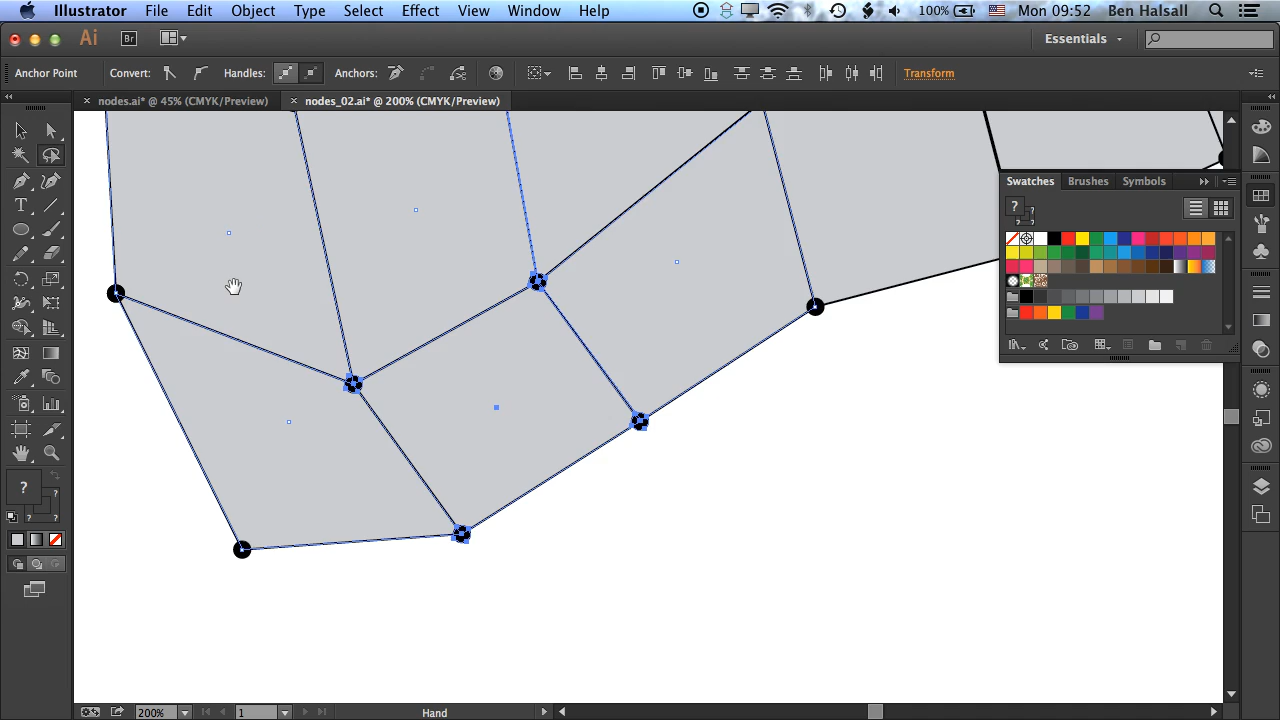 Illustrator File Edit Object Type Select Effect View Window Help 100% Mon 09:52 Ben Halsall
Ai Br Essentials
Anchor Point Convert: Handles: Anchors: Transform
nodes.ai* @ 45% (CMYK/Preview) nodes_02.ai* @ 200% (CMYK/Preview)
Swatches Brushes Symbols
?
?
?
T
?
?
? ?
200% 1 Hand